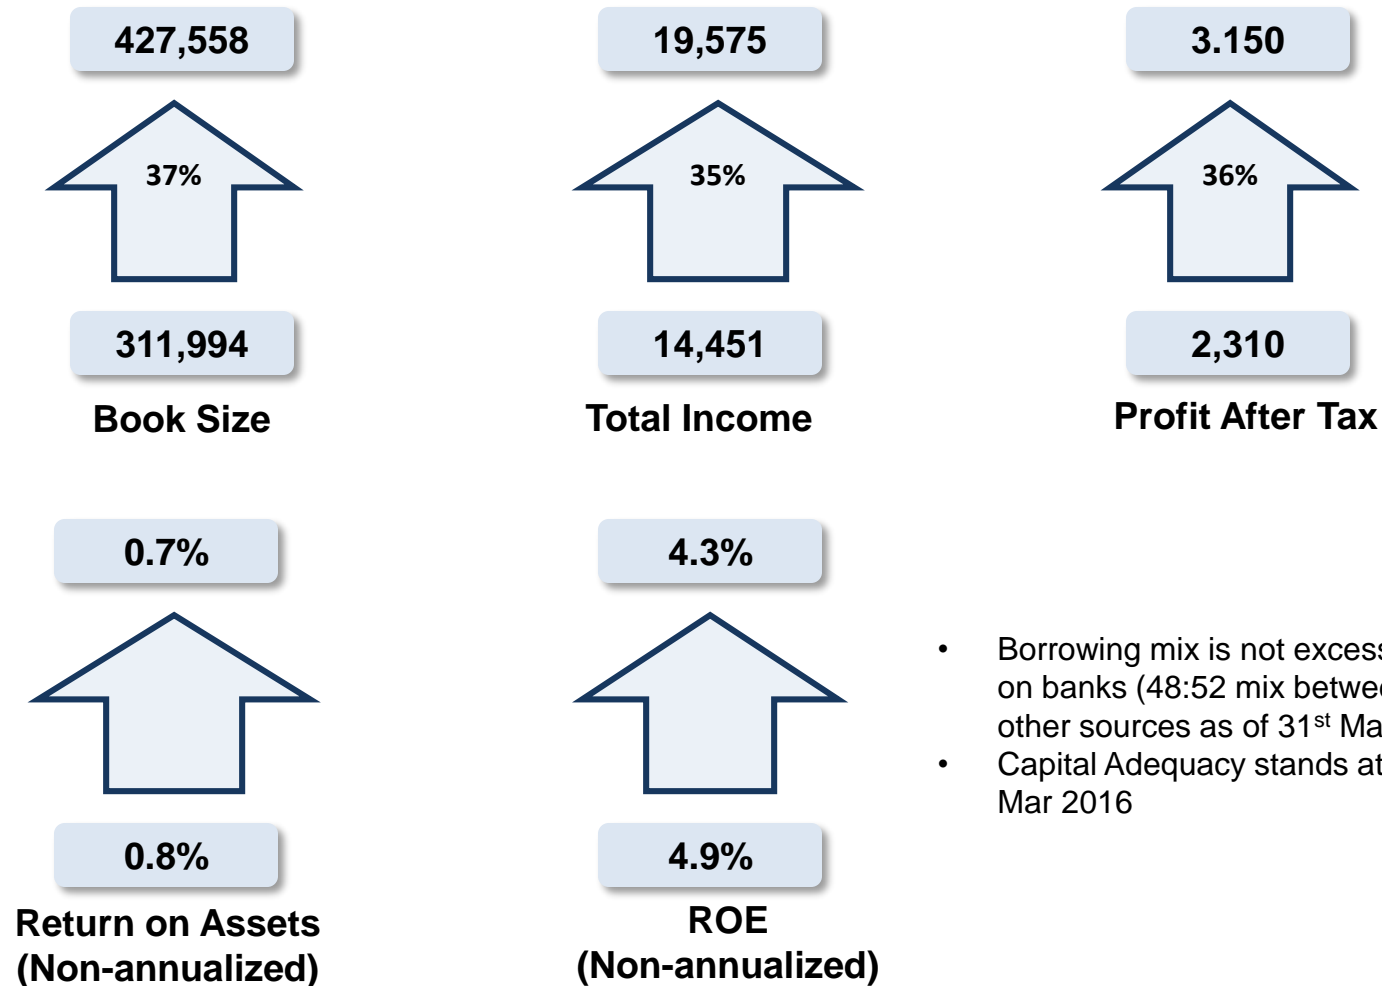 427,558
19,575
3.150
37%
35%
36%
311,994
14,451
2,310
Book Size
Total Income
Profit After Tax
0.7%
4.3%
• Borrowing mix is not
on banks (48:52 mix
other sources as of 31st
• Capital Adequacy stands at
Mar 2016
0.8%
4.9%
Return on Assets
(Non-annualized)
ROE
(Non-annualized)